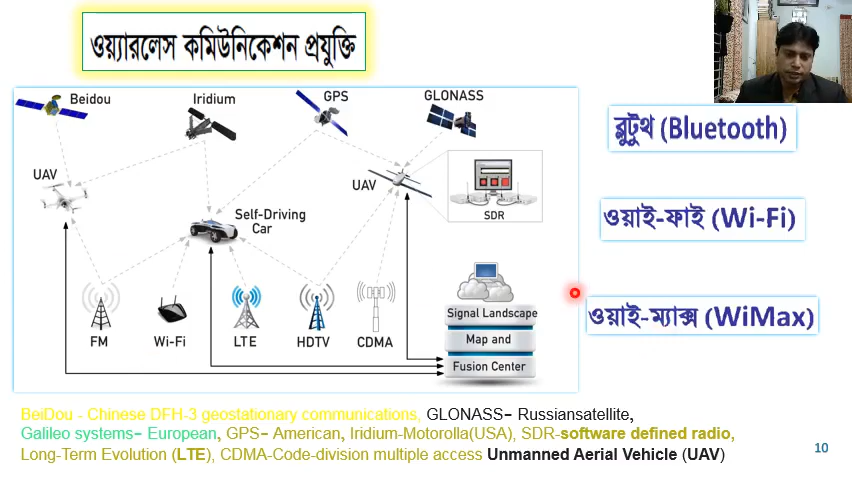 ওয়্যারলেস কমিউনিকেশন প্রযুক্তি
Beidou
Iridium
GPS
GLONASS
UAV
UAV
SDR
Self-Driving
Car
FM
Wi-Fi
LTE
HDTV
CDMA
Signal Landscape
Map and
Fusion Center
ব্লুটুথ (Bluetooth)
ওয়াই-ফাই (Wi-Fi)
ওয়াই-ম্যাক্স (WiMax)
BeiDou - Chinese DFH-3 geostationary communications, GLONASS– Russiansatellite,
Galileo systems– European, GPS– American, Iridium-Motorolla(USA), SDR-software defined radio,
Long-Term Evolution (LTE), CDMA-Code-division multiple access Unmanned Aerial Vehicle (UAV)
10